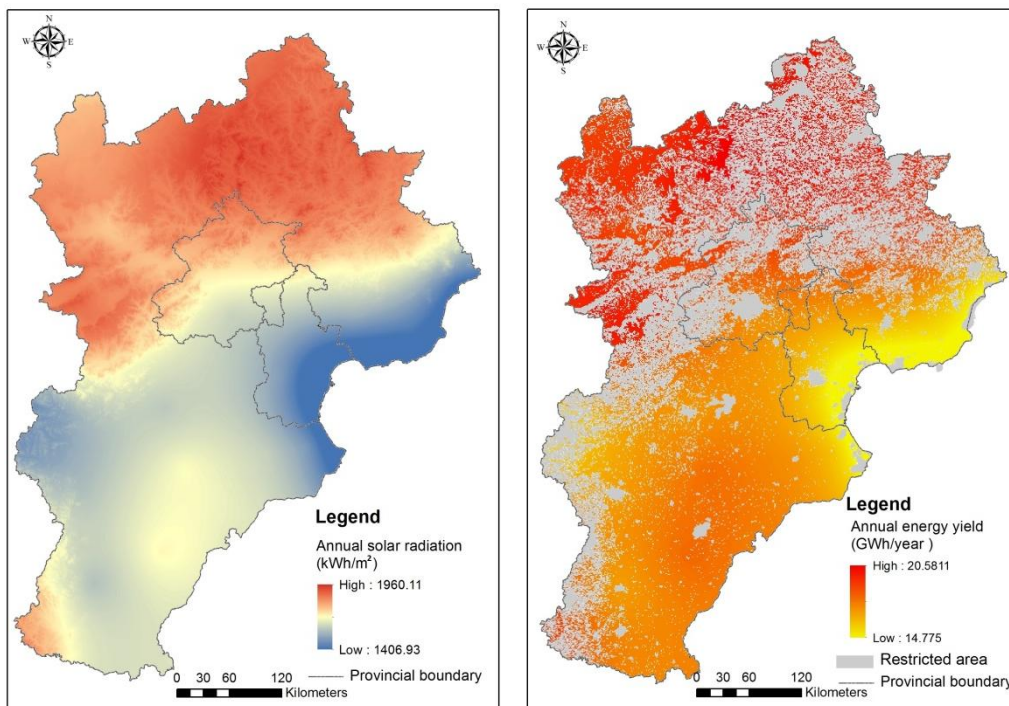 N
W E
S
Legend
Annual solar radiation
(kWh/m²)
High : 1960.11
Low : 1406.93
Provincial boundary
0 30 60 120
Kilometers
N
W E
S
Legend
Annual energy yield
(GWh/year )
High : 20.5811
Low : 14.775
Restricted area
Provincial boundary
0 30 60 120
Kilometers